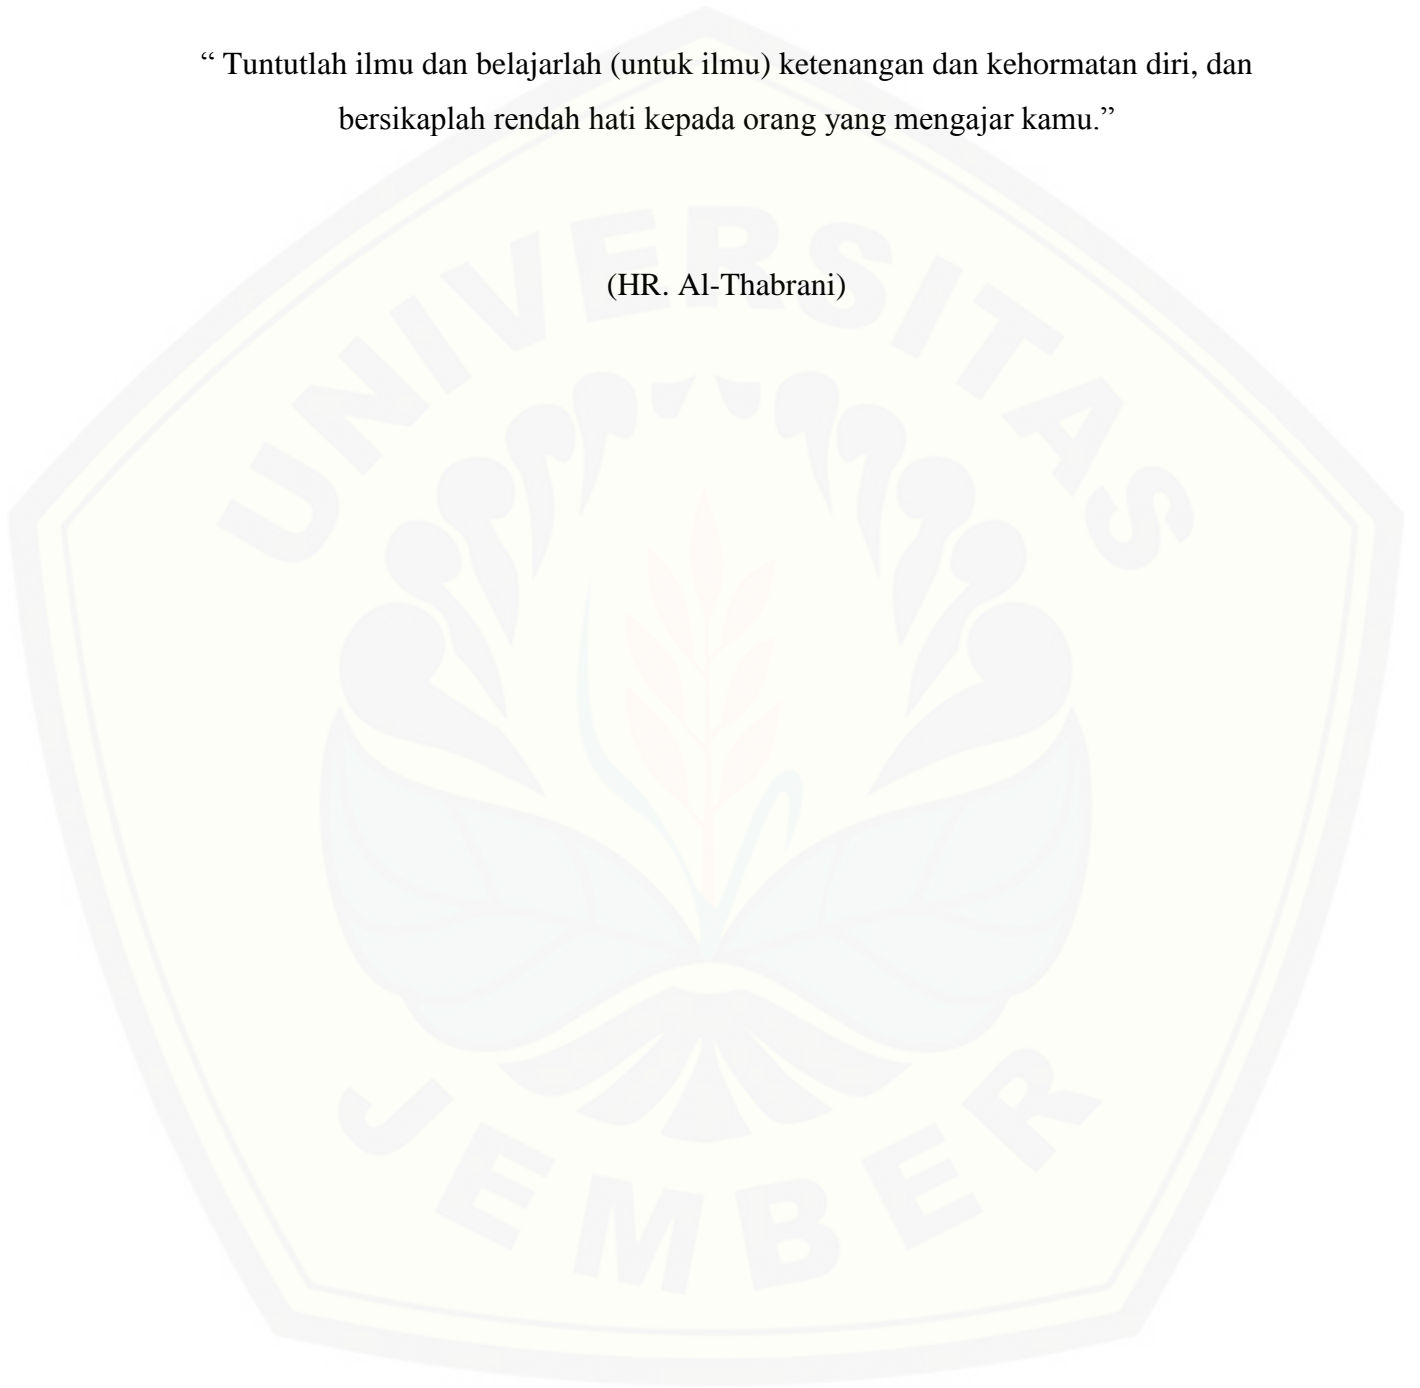 “ Tuntutlah ilmu dan belajarlah (untuk ilmu) ketenangan dan kehormatan diri, dan
bersikaplah rendah hati kepada orang yang mengajar kamu.”
(HR. Al-Thabrani)
UNIVERSITAS
JEMBER